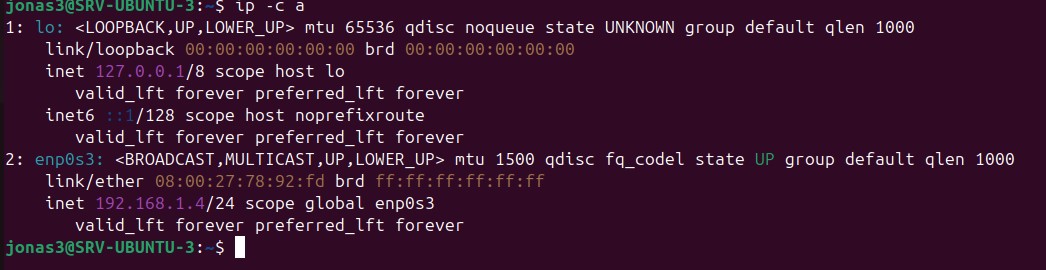 jonas3@SRV-UBUNTU-3:~$ ip -c a
1: lo: <LOOPBACK,UP,LOWER_UP> mtu 65536 qdisc noqueue state UNKNOWN group default qlen 1000
    link/loopback 00:00:00:00:00:00 brd 00:00:00:00:00:00
    inet 127.0.0.1/8 scope host lo
       valid_lft forever preferred_lft forever
    inet6 ::1/128 scope host noprefixroute
       valid_lft forever preferred_lft forever
2: enp0s3: <BROADCAST,MULTICAST,UP,LOWER_UP> mtu 1500 qdisc fq_codel state UP group default qlen 1000
    link/ether 08:00:27:78:92:fd brd ff:ff:ff:ff:ff:ff
    inet 192.168.1.4/24 scope global enp0s3
       valid_lft forever preferred_lft forever
jonas3@SRV-UBUNTU-3:~$